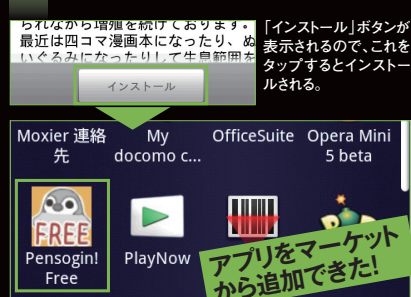 られながら増殖を続けております。
最近は四コマ漫画本になったり、ぬ
いぐるみになったりして生息範囲を
インストール
「インストール」ボタンが
表示されるので、これを
タップするとインストー
ルされる。
Moxier 連絡
先
My
docomo c...
OfficeSuite
Opera Mini
5 beta
FREE
Pensogin!
Free
PlayNow
アプリをマーケット
から追加できた!